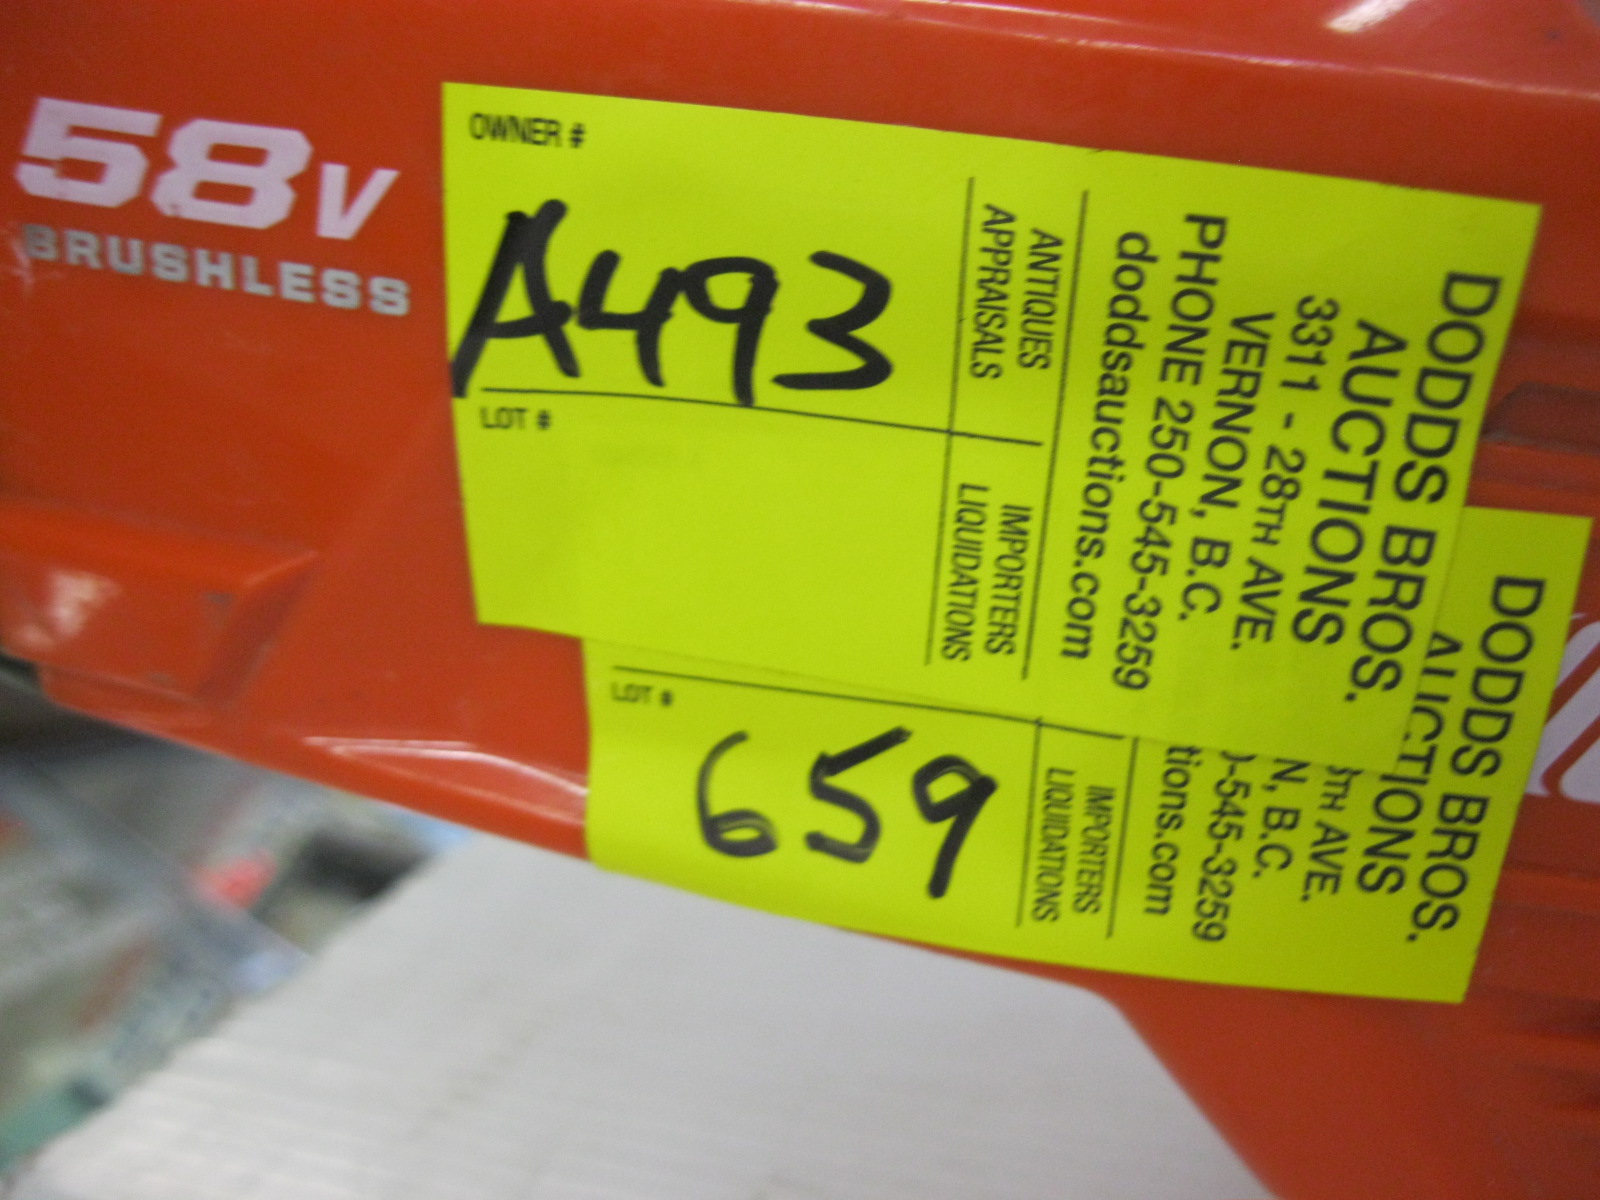 58V
BRUSHLESS
OWNER #
A493
LOT #
ANTIQUES
APPRAISALS
IMPORTERS
LIQUIDATIONS
DODDS BROS.
AUCTIONS
3311 - 28TH AVE.
VERNON, B.C.
PHONE 250-545-3259
doddsauctions.com
LOT #
659
IMPORTERS
LIQUIDATIONS
DODDS BROS.
AUCTIONS
TH AVE.
N, B.C.
-545-3259
tions.com